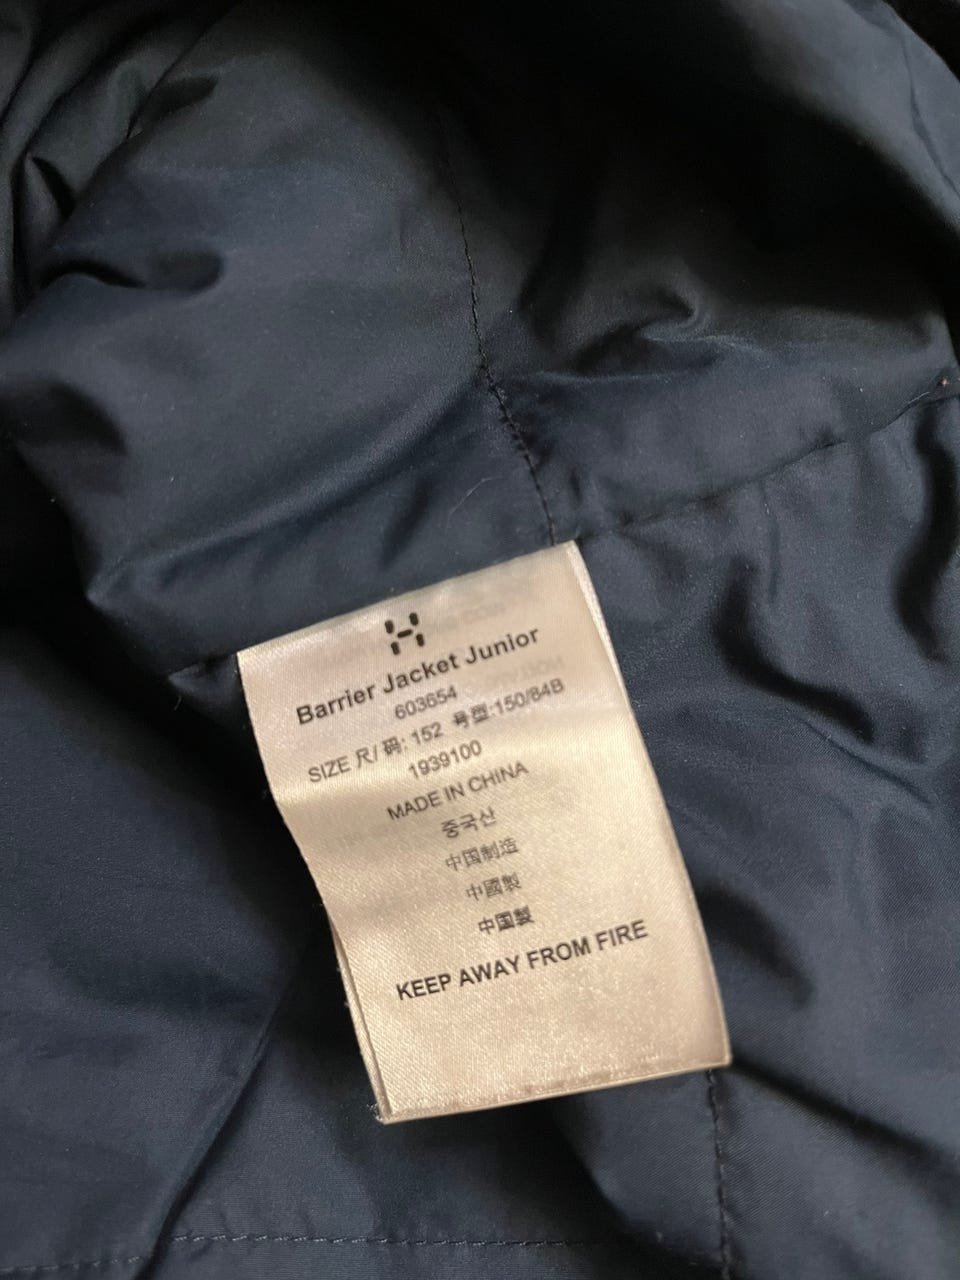 Barrier Jacket Junior
603654
SIZE 尺/ 码: 152 号型:150/84B
1939100
MADE IN CHINA
중국산
中国制造
中國製
中国製
KEEP AWAY FROM FIRE